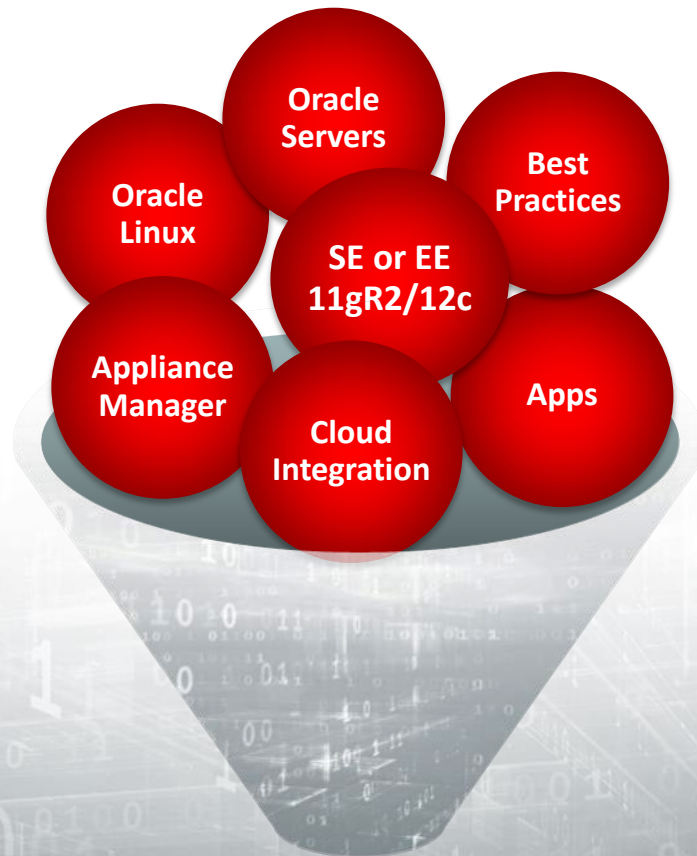 Oracle
Servers
Best
Practices
Oracle
Linux
SE or EE
11gR2/12c
Appliance
Manager
Apps
Cloud
Integration